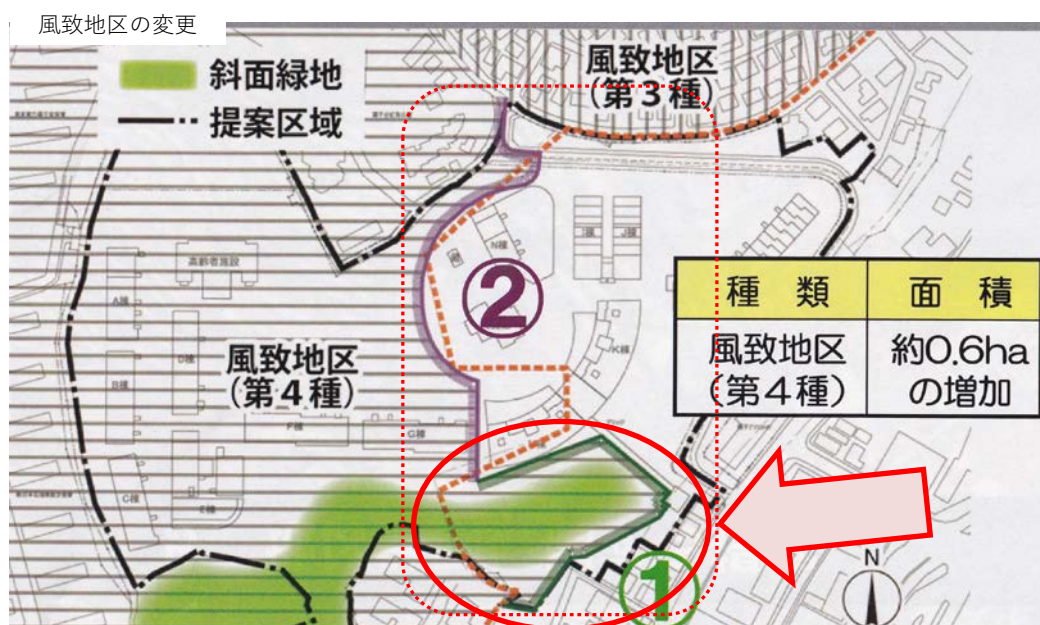 風致地区の変更
斜面緑地
提案区域
風致地区
(第3種)
高齢者施設
N棟
J棟
A棟
②
種 類
面 積
D棟
風致地区
(第4種)
K棟
風致地区
(第4種)
約0.6ha
の増加
B棟
F棟
G棟
C棟
E棟
①
N